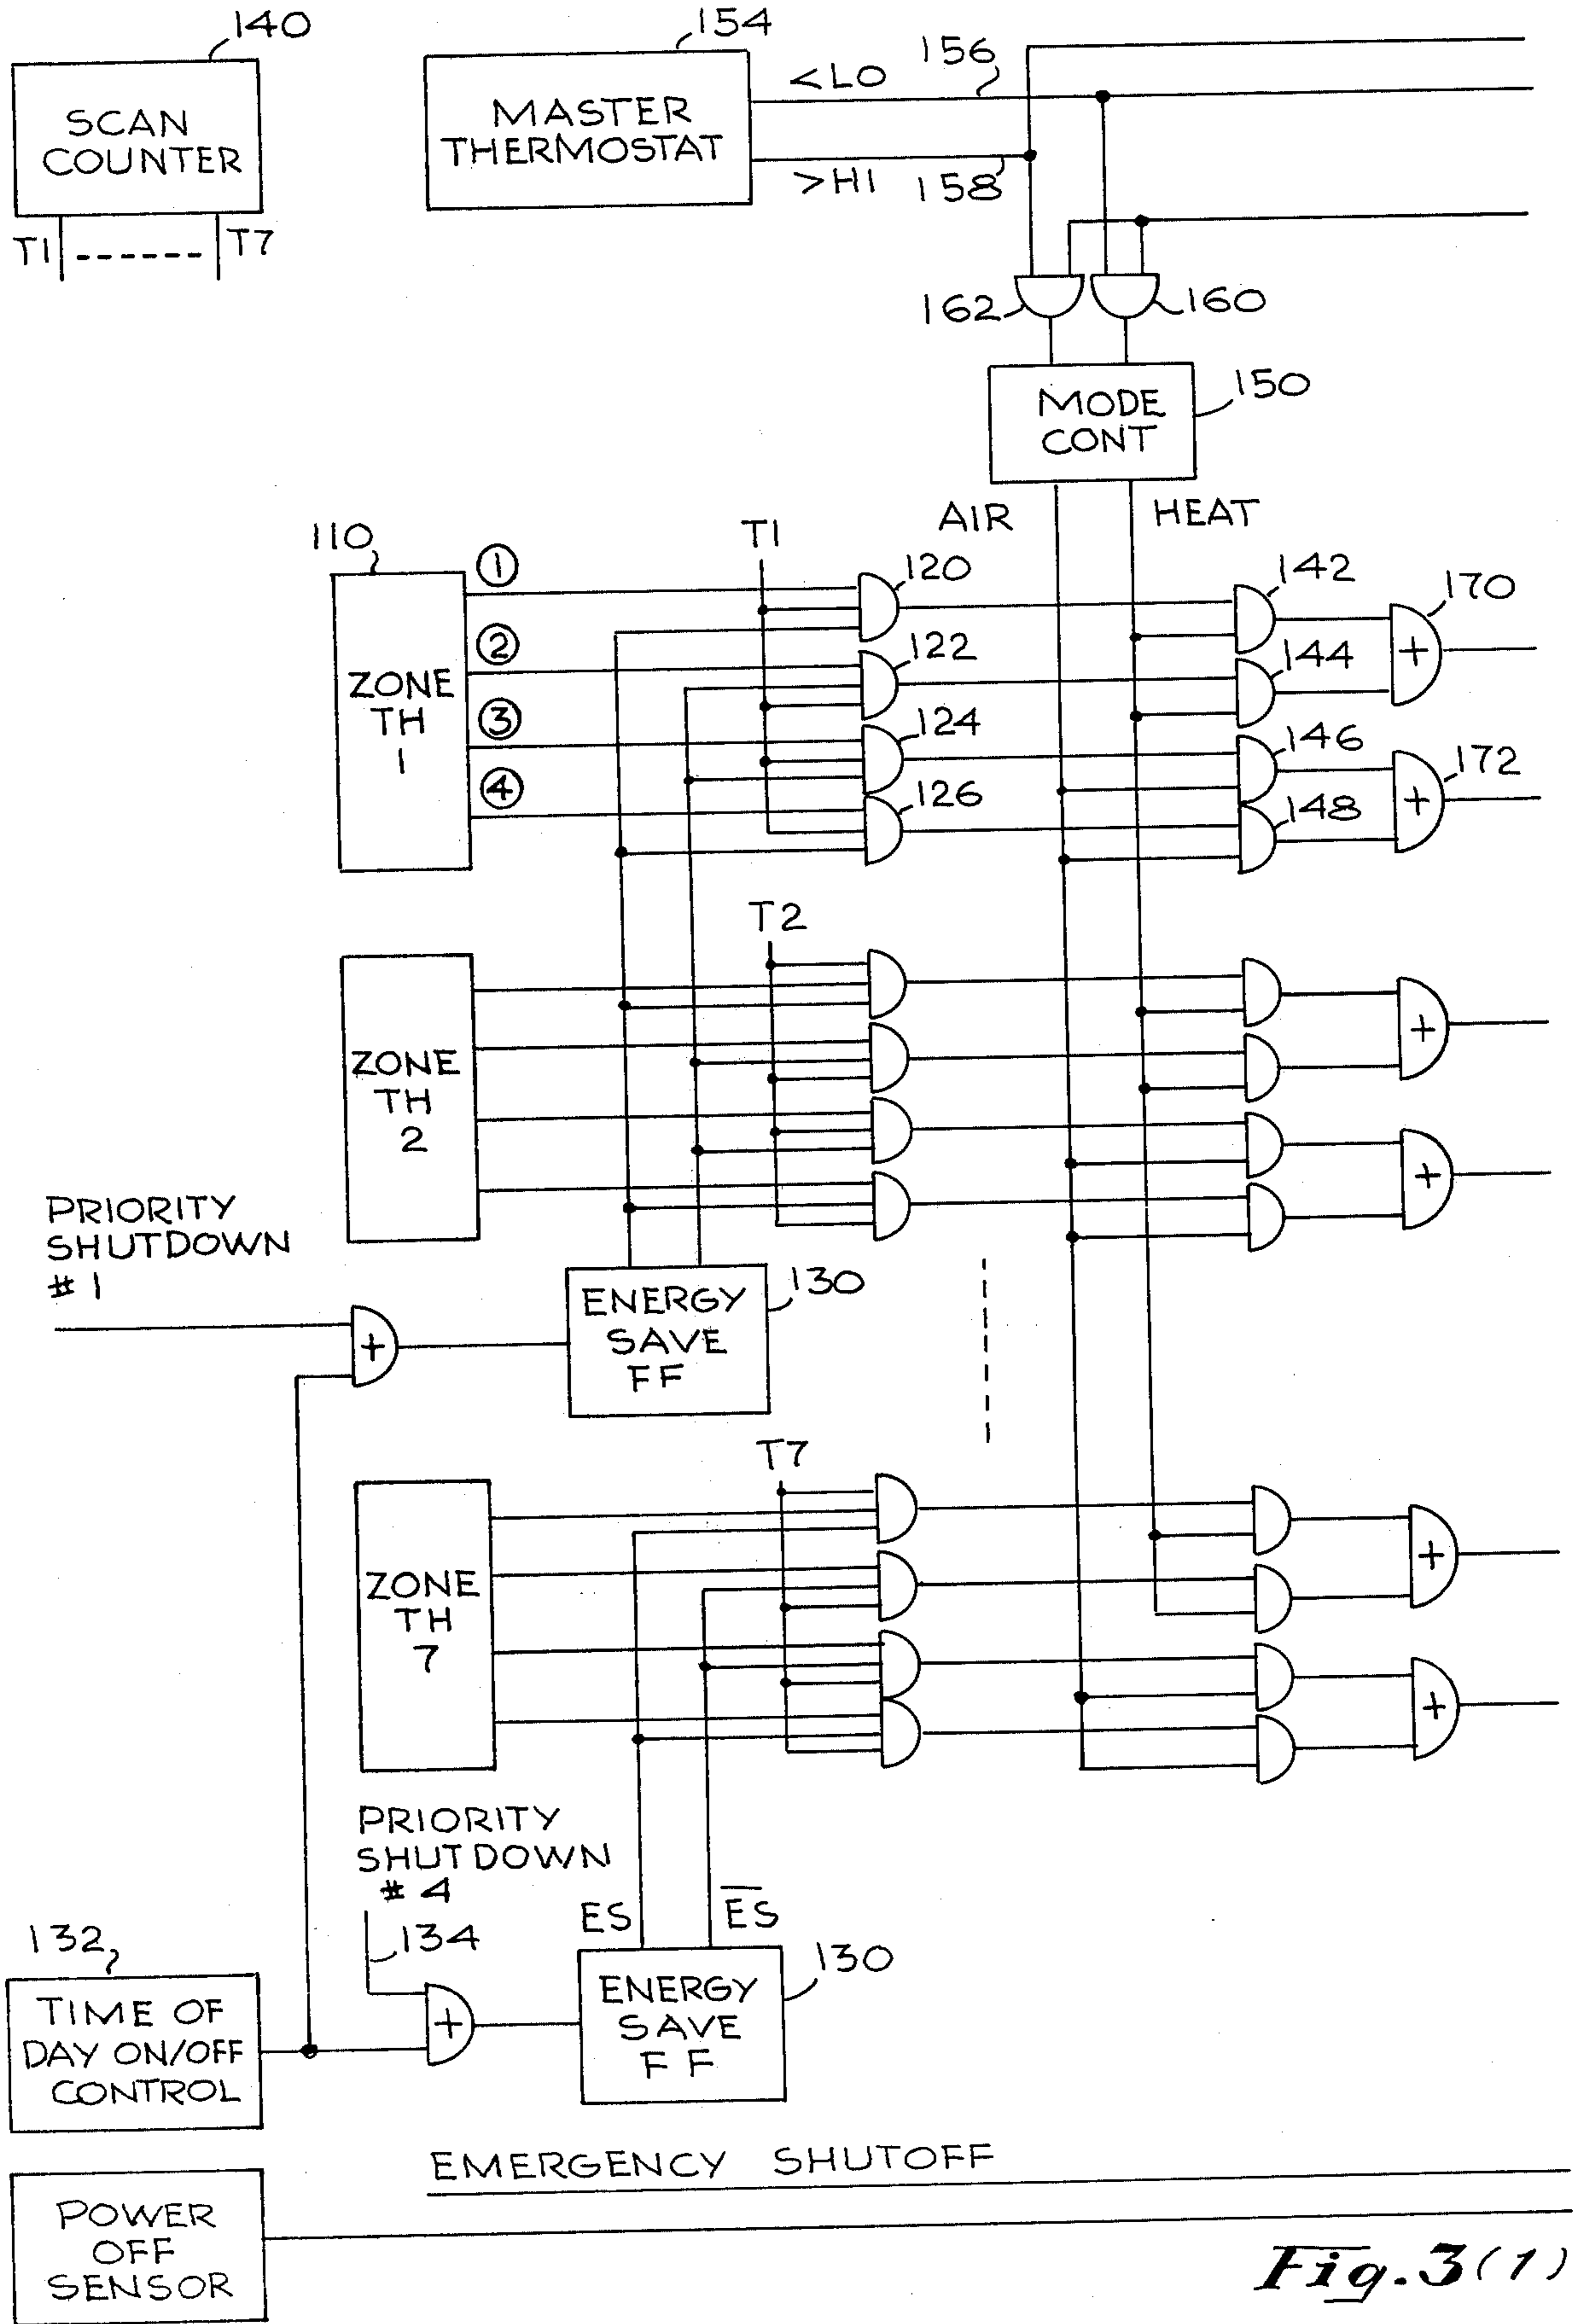 140
SCAN
COUNTER
T1
T7
154
MASTER
THERMOSTAT
<LO
156
>HI
158
162
160
MODE
CONT
150
AIR
HEAT
110
ZONE
TH
1
①
②
③
④
T1
120
122
124
126
142
144
146
148
170
+
172
+
T2
ZONE
TH
2
+
+
PRIORITY
SHUTDOWN
# 1
+
ENERGY
SAVE
FF
130
T7
ZONE
TH
7
+
+
PRIORITY
SHUTDOWN
# 4
134
ES
E̅S̅
132
TIME OF
DAY ON/OFF
CONTROL
+
ENERGY
SAVE
FF
130
EMERGENCY SHUTOFF
POWER
OFF
SENSOR
Fig. 3(1)